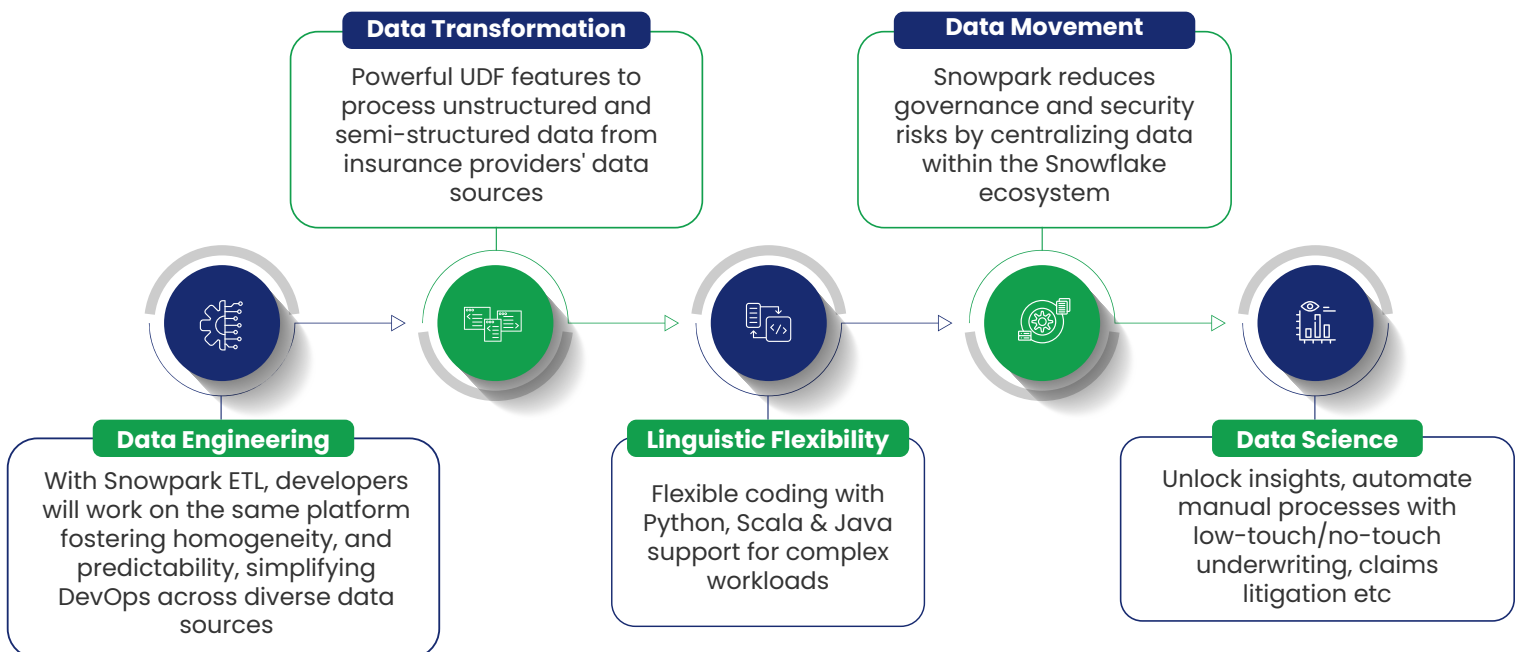 Data Transformation
Powerful UDF features to
process unstructured and
semi-structured data from
insurance providers' data
sources
Data Movement
Snowpark reduces
governance and security
risks by centralizing data
within the Snowflake
ecosystem
Data Engineering
With Snowpark ETL, developers
will work on the same platform
fostering homogeneity, and
predictability, simplifying
DevOps across diverse data
sources
Linguistic Flexibility
Flexible coding with
Python, Scala & Java
support for complex
workloads
Data Science
Unlock insights, automate
manual processes with
low-touch/no-touch
underwriting, claims
litigation etc